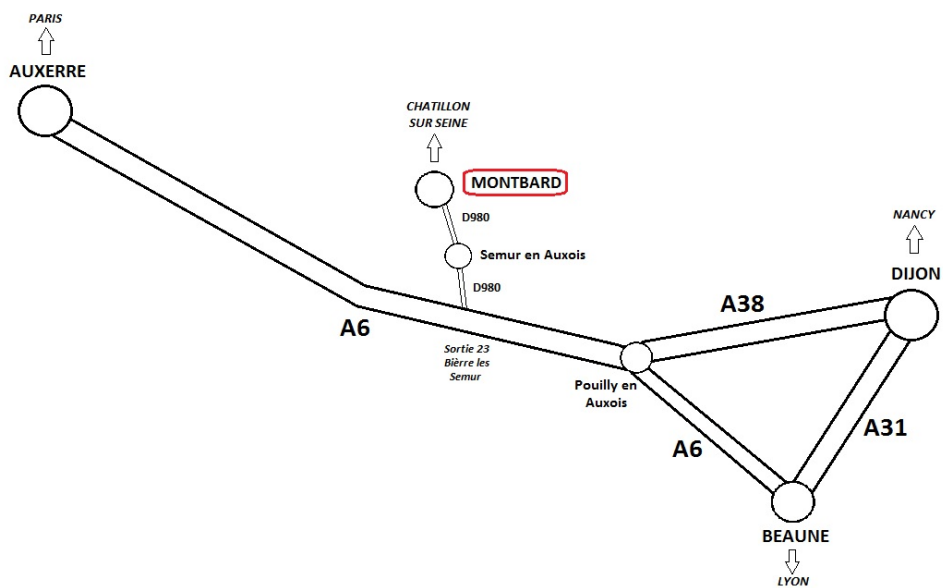 PARIS
AUXERRE
CHATILLON
SUR SEINE
MONTBARD
D980
Semur en Auxois
D980
NANCY
DIJON
A38
A6
Sortie 23
Bièrre les
Semur
Pouilly en
Auxois
A31
A6
BEAUNE
LYON